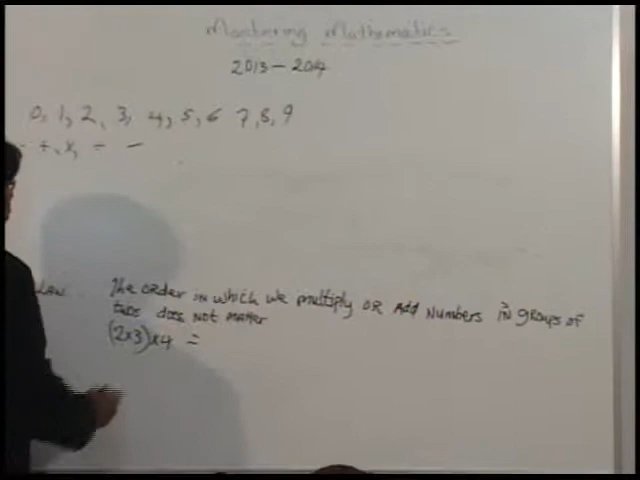 Mastering Mathematics
2013 - 2014
0, 1, 2, 3, 4, 5, 6 7, 8, 9
+, x, ÷ -
Law. The order in which we multiply OR Add Numbers IN groups of
twos does not matter
(2x3)x4 =